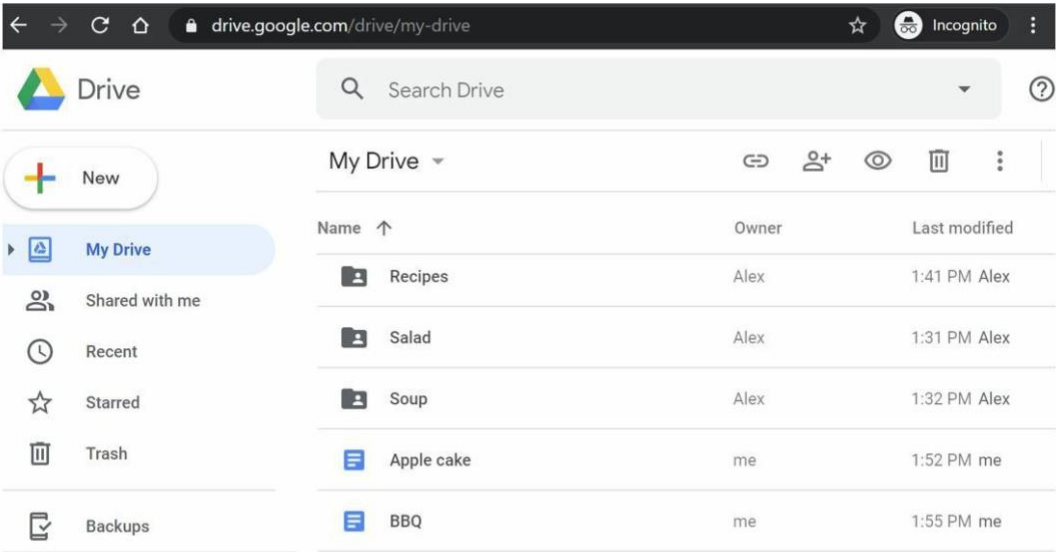 drive.google.com/drive/my-drive Incognito
Drive Search Drive ?
New
My Drive
Name Owner Last modified
My Drive
Recipes Alex 1:41 PM Alex
Shared with me
Salad Alex 1:31 PM Alex
Recent
Soup Alex 1:32 PM Alex
Starred
Trash
Apple cake me 1:52 PM me
Backups
BBQ me 1:55 PM me